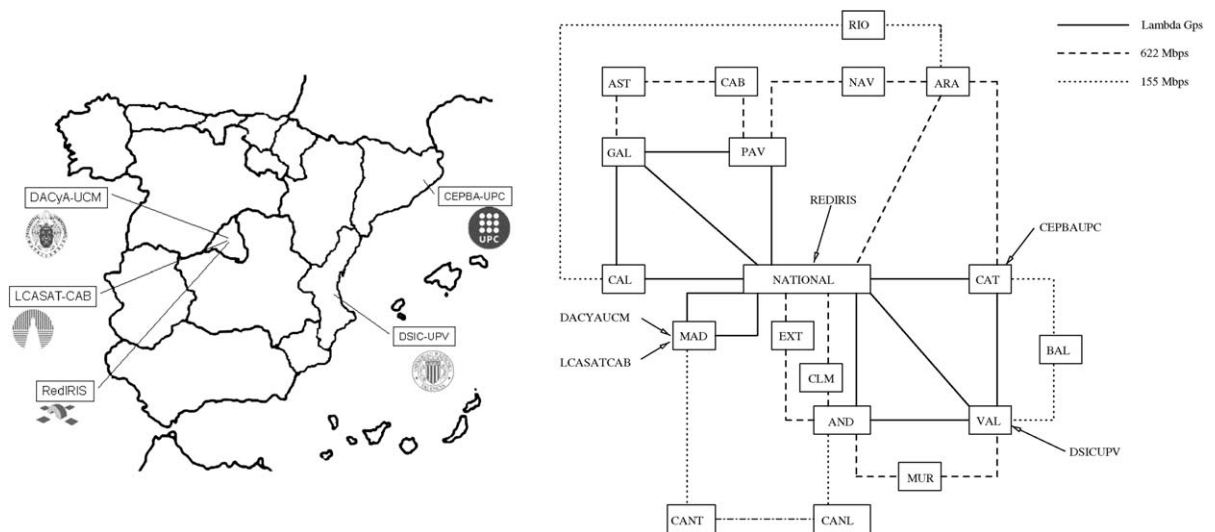 DACyA-UCM
CEPBA-UPC
UPC
LCASAT-CAB
DSIC-UPV
RedIRIS
RIO
Lambda Gps
622 Mbps
155 Mbps
AST
CAB
NAV
ARA
GAL
PAV
REDIRIS
CEPBAUPC
CAL
NATIONAL
CAT
DACYAUCM
MAD
EXT
BAL
LCASATCAB
CLM
AND
VAL
DSICUPV
MUR
CANT
CANL